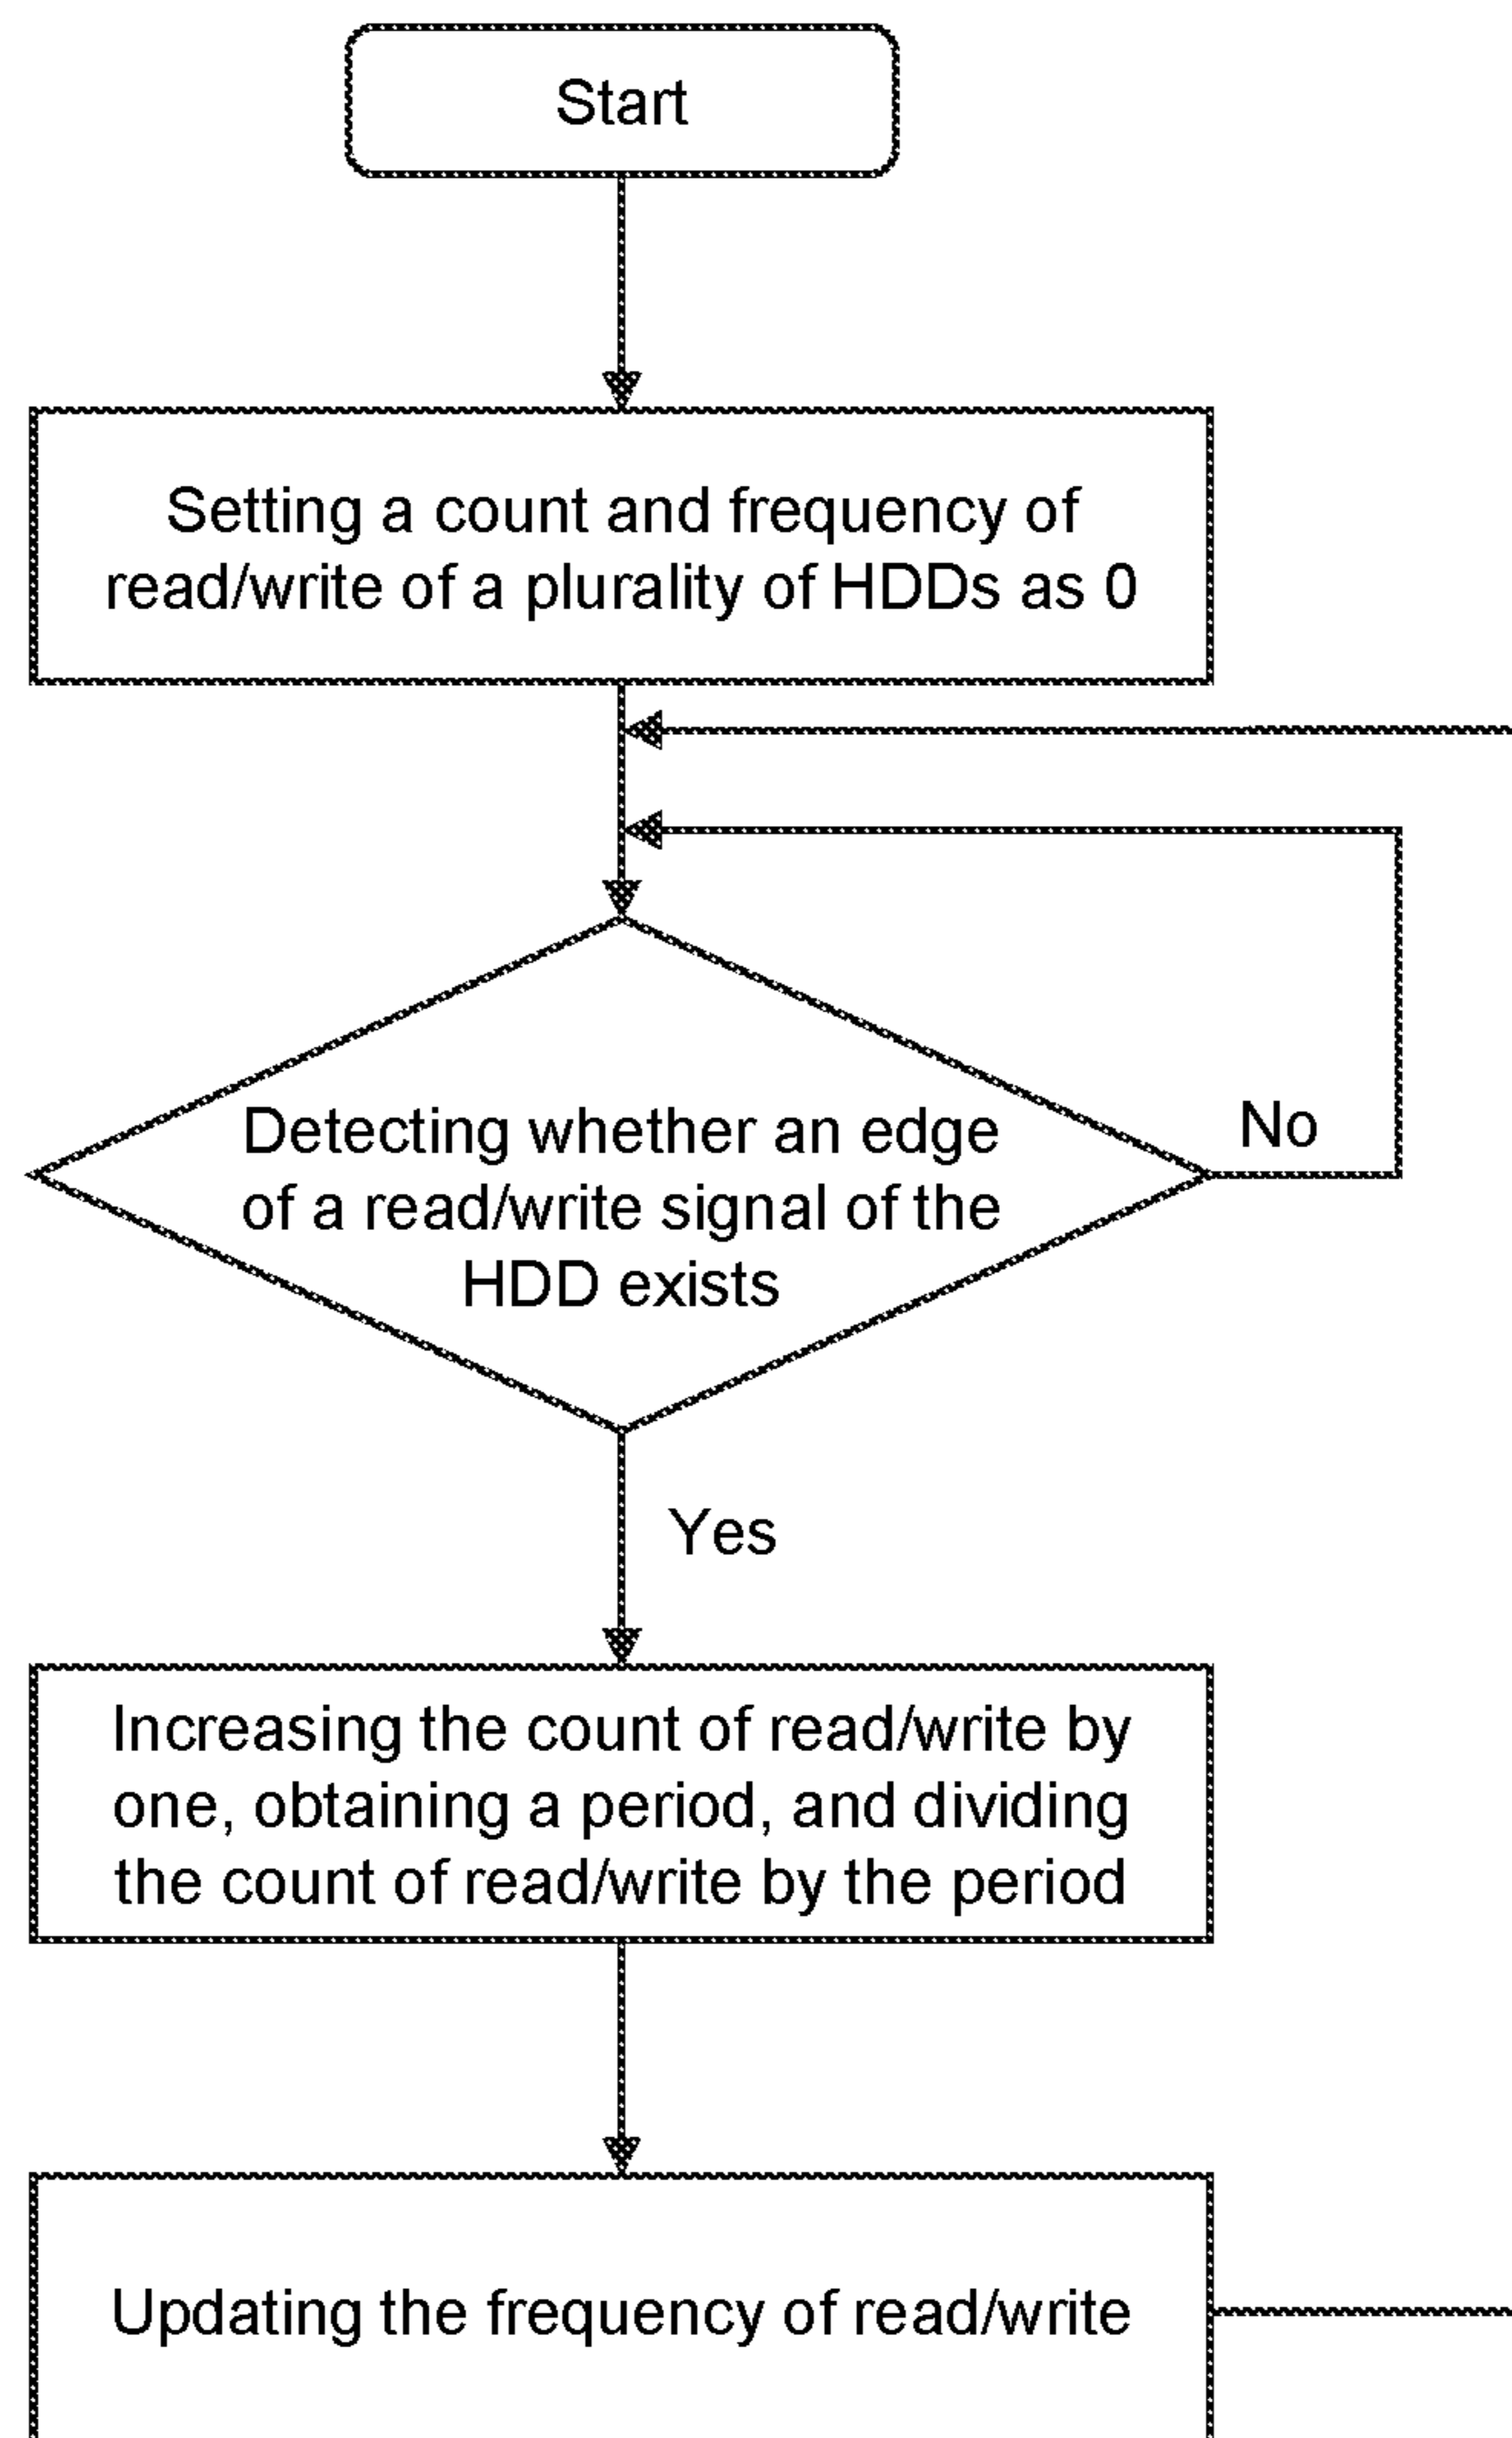 Start
Setting a count and frequency of
read/write of a plurality of HDDs as 0
Detecting whether an edge
of a read/write signal of the
HDD exists
No
Yes
Increasing the count of read/write by
one, obtaining a period, and dividing
the count of read/write by the period
Updating the frequency of read/write